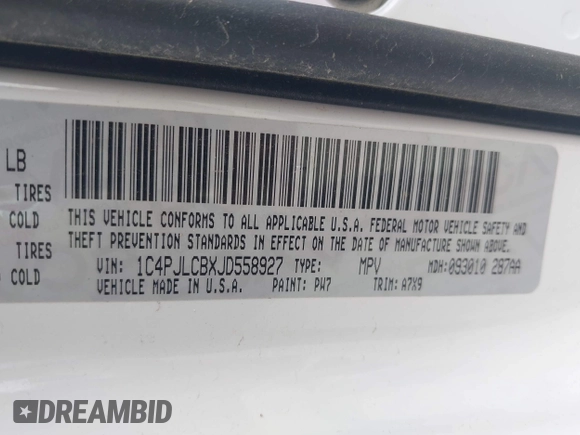 LB
TIRES
COLD
TIRES
COLD
THIS VEHICLE CONFORMS TO ALL APPLICABLE U.S.A. FEDERAL MOTOR VEHICLE SAFETY AND
THEFT PREVENTION STANDARDS IN EFFECT ON THE DATE OF MANUFACTURE SHOWN ABOVE.
VIN: 1C4PJLCBXJD558927 TYPE: MPV MDH:093010 287AA
VEHICLE MADE IN U.S.A. PAINT: PW7 TRIM: A7X9
DREAMBID